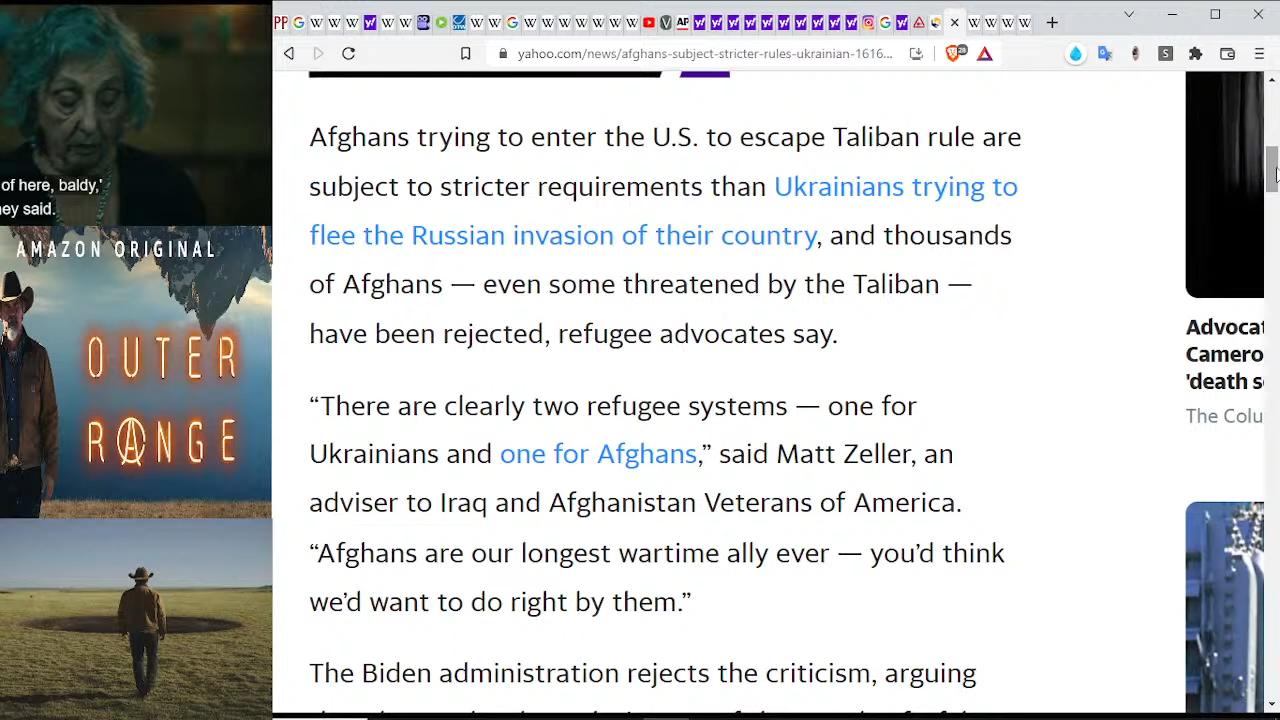 yahoo.com/news/afghans-subject-stricter-rules-ukrainian-1616...
of here, baldy,'
ney said.
AMAZON ORIGINAL
OUTER
RANGE
Afghans trying to enter the U.S. to escape Taliban rule are
subject to stricter requirements than Ukrainians trying to
flee the Russian invasion of their country, and thousands
of Afghans — even some threatened by the Taliban —
have been rejected, refugee advocates say.
“There are clearly two refugee systems — one for
Ukrainians and one for Afghans,” said Matt Zeller, an
adviser to Iraq and Afghanistan Veterans of America.
“Afghans are our longest wartime ally ever — you’d think
we’d want to do right by them.”
The Biden administration rejects the criticism, arguing
Advocat
Camero
'death s
The Colu